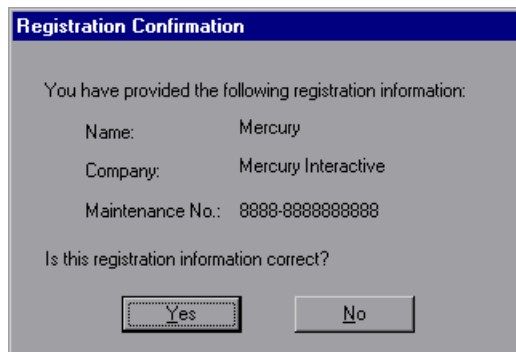 Registration Confirmation
You have provided the following registration information:
Name: Mercury
Company: Mercury Interactive
Maintenance No.: 8888-8888888888
Is this registration information correct?
Yes No